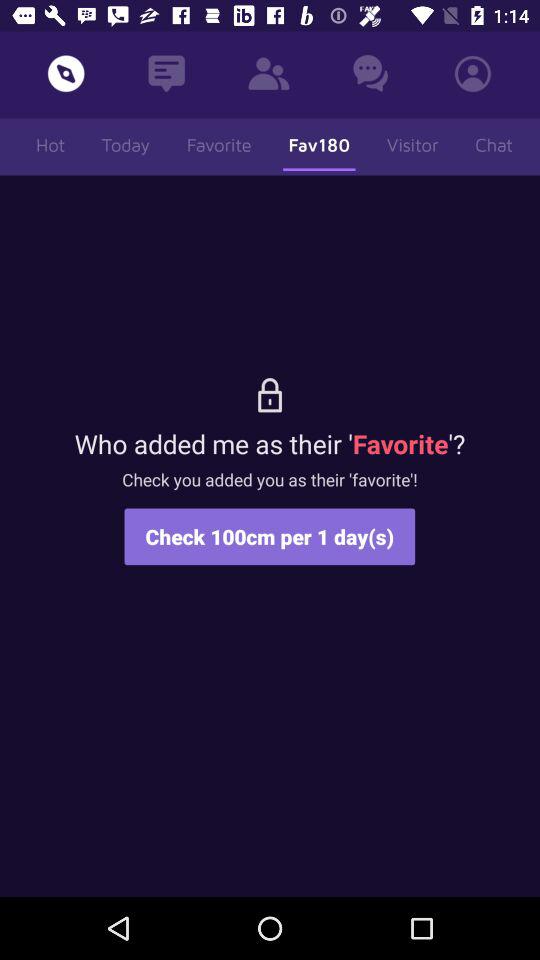 1:14
Hot Today Favorite Fav180 Visitor Chat
Who added me as their 'Favorite'?
Check you added you as their 'favorite'!
Check 100cm per 1 day(s)